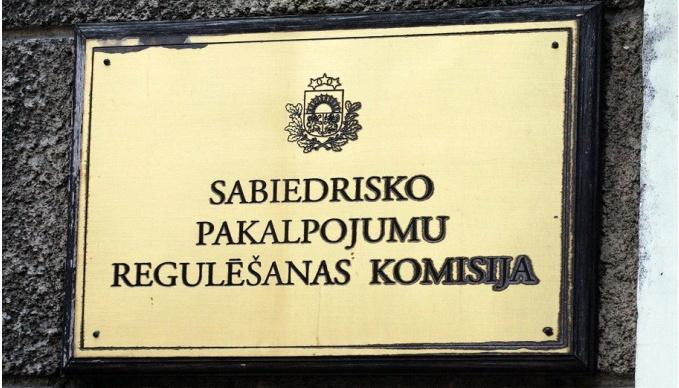 SABIEDRISKO
PAKALPOJUMU
REGULĒŠANAS KOMISIJA